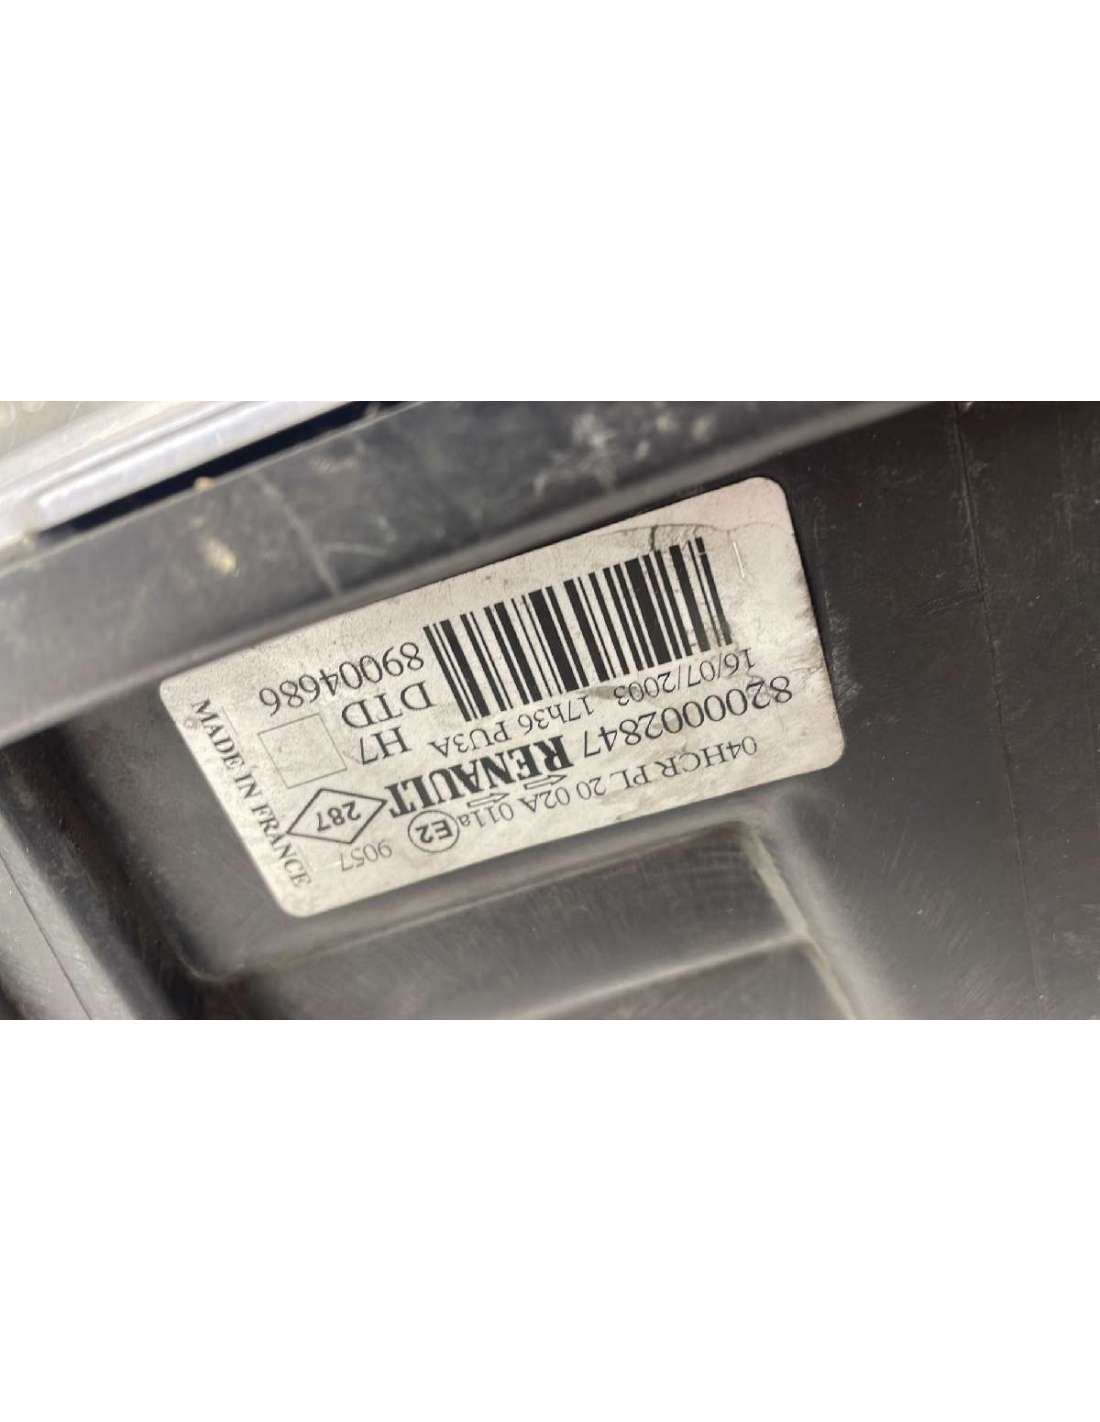 04HCR PL 20 02A 011a E2 9057
8200002847 RENAULT 287
16/07/2003 17h36 PU3A H7
DTD
89004686
MADE IN FRANCE